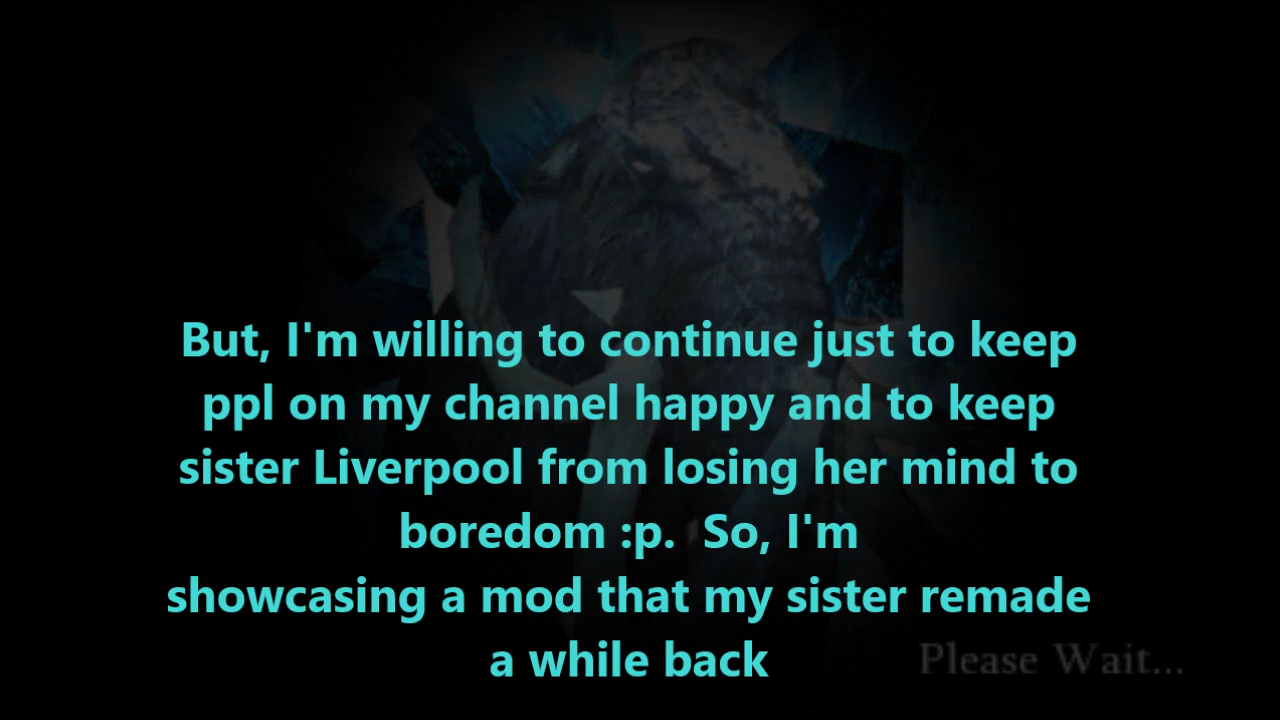 But, I'm willing to continue just to keep
ppl on my channel happy and to keep
sister Liverpool from losing her mind to
boredom :p.  So, I'm
showcasing a mod that my sister remade
a while back
Please Wait...